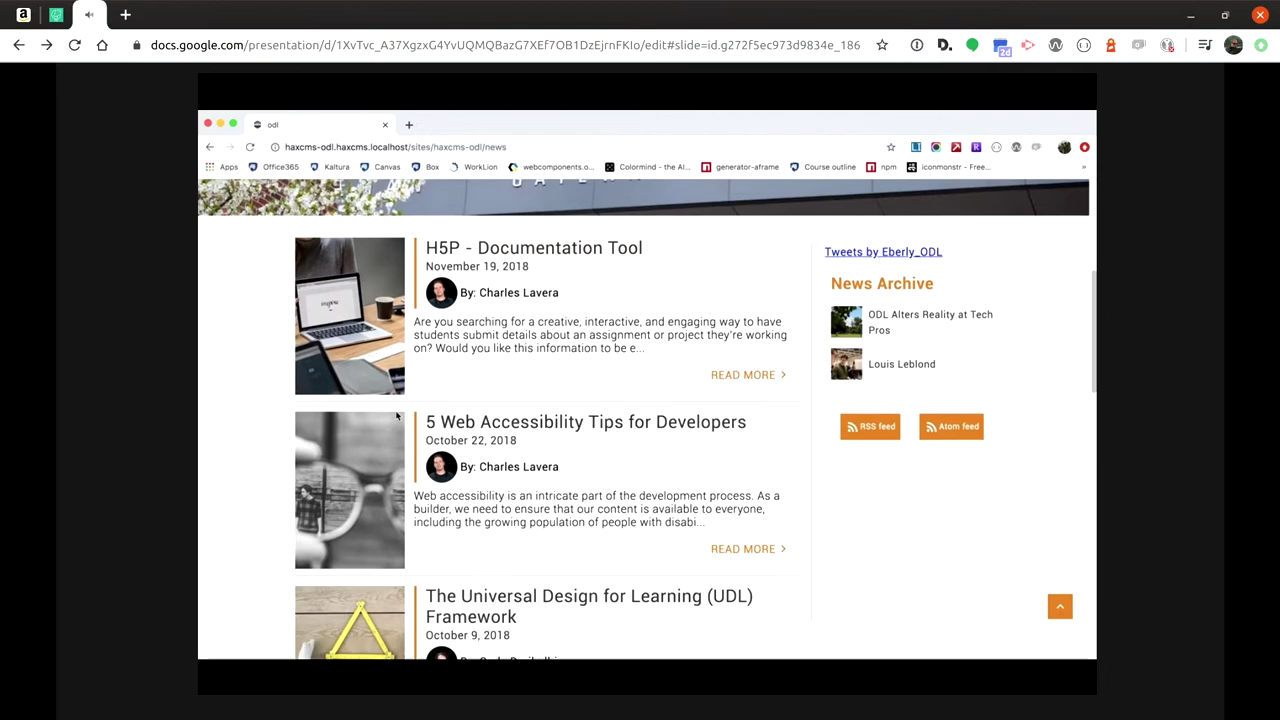 docs.google.com/presentation/d/1XvTvc_A37XgzxG4YvUQMQBazG7XEf7OB1DzEjrnFKIo/edit#slide=id.g272f5ec973d9834e_186
2d
odl
haxcms-odl.haxcms.localhost/sites/haxcms-odl/news
Apps Office365 Kaltura Canvas Box WorkLion webcomponents.o... Colormind - the Al... generator-aframe Course outline npm iconmonstr - Free... »
H5P - Documentation Tool
November 19, 2018
By: Charles Lavera
Are you searching for a creative, interactive, and engaging way to have
students submit details about an assignment or project they're working
on? Would you like this information to be e...
READ MORE
5 Web Accessibility Tips for Developers
October 22, 2018
By: Charles Lavera
Web accessibility is an intricate part of the development process. As a
builder, we need to ensure that our content is available to everyone,
including the growing population of people with disabi...
READ MORE
The Universal Design for Learning (UDL)
Framework
October 9, 2018
Tweets by Eberly_ODL
News Archive
ODL Alters Reality at Tech
Pros
Louis Leblond
RSS feed
Atom feed